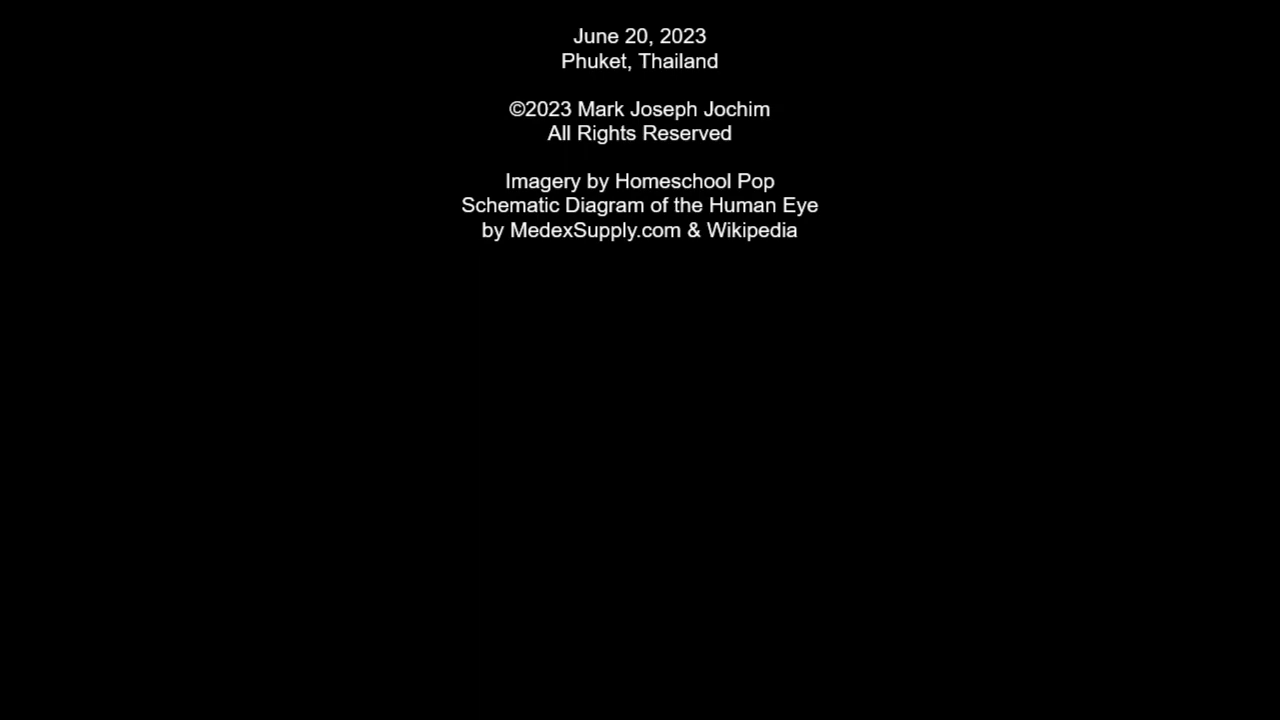 June 20, 2023
Phuket, Thailand
©2023 Mark Joseph Jochim
All Rights Reserved
Imagery by Homeschool Pop
Schematic Diagram of the Human Eye
by MedexSupply.com & Wikipedia